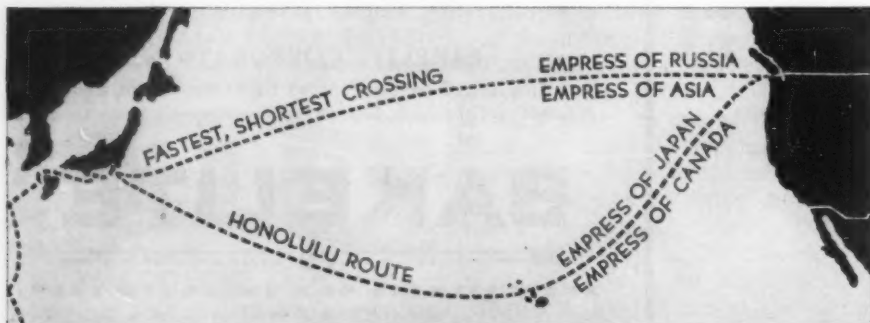 EMPRESS OF RUSSIA
FASTEST, SHORTEST CROSSING
EMPRESS OF ASIA
EMPRESS OF JAPAN
EMPRESS OF CANADA
HONOLULU ROUTE